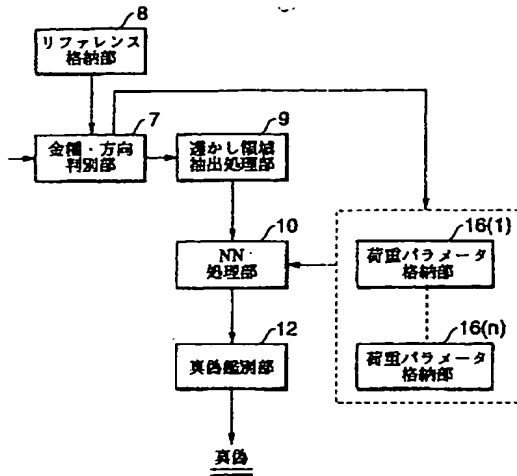 8
リファレンス
格納部
7
金種・方向
判別部
9
透かし領域
抽出処理部
10
NN
処理部
16(1)
荷重パラメータ
格納部
16(n)
荷重パラメータ
格納部
12
真偽鑑別部
真偽